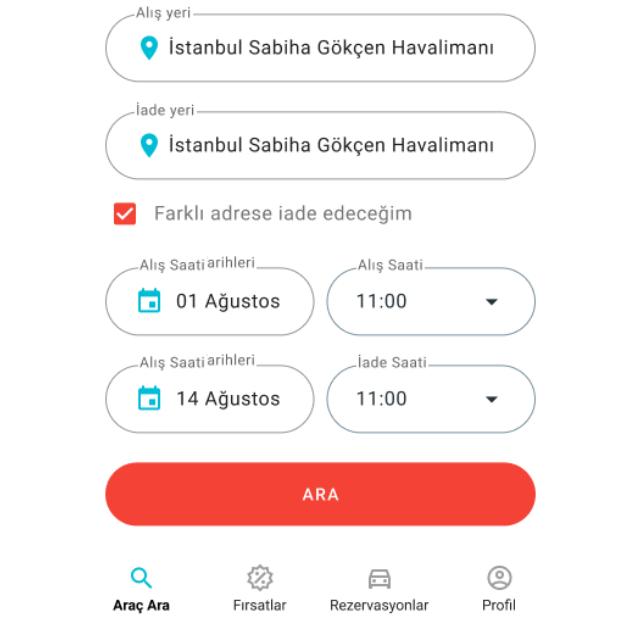 Alış yeri
İstanbul Sabiha Gökçen Havalimanı
İade yeri
İstanbul Sabiha Gökçen Havalimanı
Farklı adrese iade edeceğim
Alış Saati arihleri
Alış Saati
01 Ağustos
11:00
Alış Saati arihleri
İade Saati
14 Ağustos
11:00
ARA
Araç Ara
Fırsatlar
Rezervasyonlar
Profil